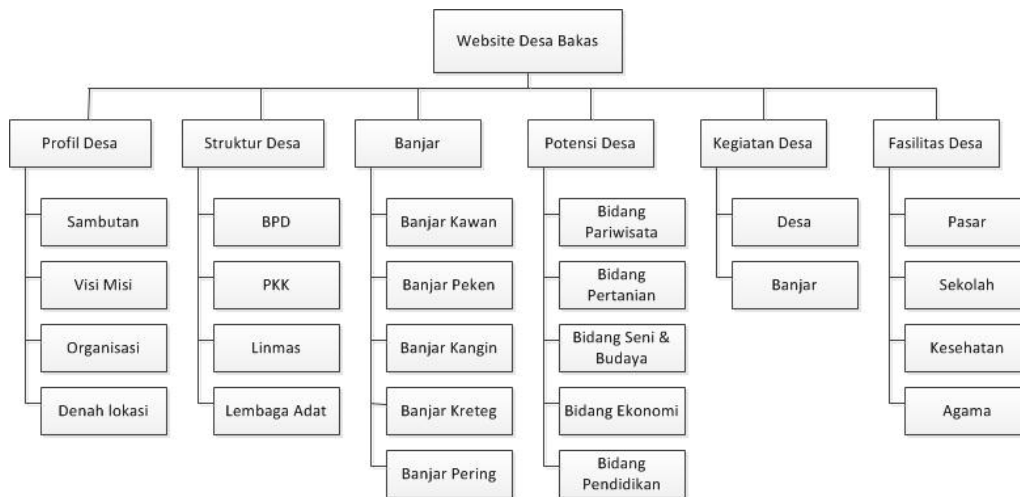 Website Desa Bakas
Profil Desa
Struktur Desa
Banjar
Potensi Desa
Kegiatan Desa
Fasilitas Desa
Sambutan
Visi Misi
Organisasi
Denah lokasi
BPD
PKK
Linmas
Lembaga Adat
Banjar Kawan
Banjar Peken
Banjar Kangin
Banjar Kreteg
Banjar Pering
Bidang
Pariwisata
Bidang
Pertanian
Bidang Seni &
Budaya
Bidang Ekonomi
Bidang
Pendidikan
Desa
Banjar
Pasar
Sekolah
Kesehatan
Agama